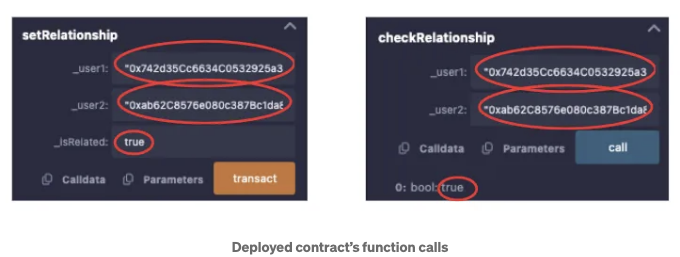 setRelationship
_user1: "0x742d35Cc6634C0532925a3
_user2: "0xab62C8576e080c387Bc1da8
_isRelated: true
Calldata Parameters transact
checkRelationship
_user1: "0x742d35Cc6634C0532925a3
_user2: "0xab62C8576e080c387Bc1da8
Calldata Parameters call
0: bool: true
Deployed contract's function calls